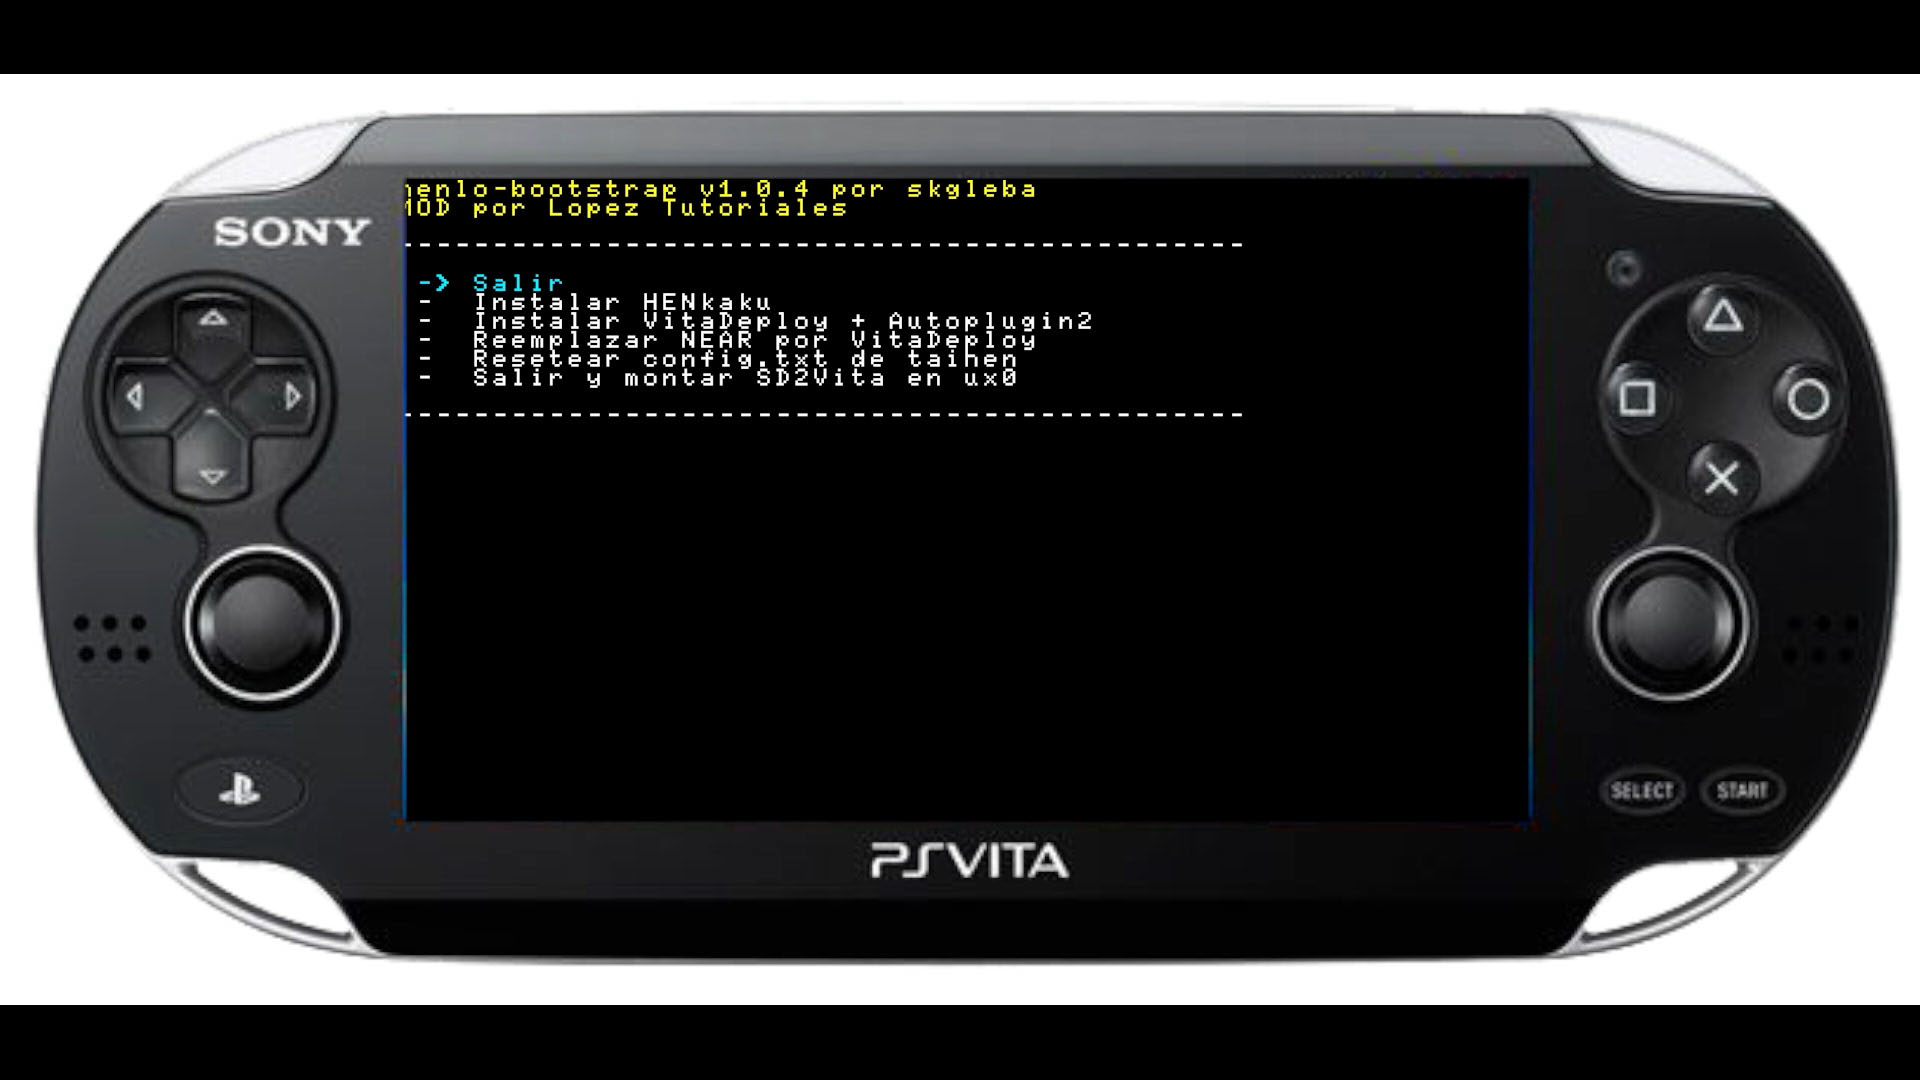 henlo-bootstrap v1.0.4 por skgleba
MOD por Lopez Tutoriales
SONY
----------------------------------------------
-> Salir
- Instalar HENkaku
- Instalar VitaDeploy + Autoplugin2
- Reemplazar NEAR por VitaDeploy
- Resetear config.txt de taihen
- Salir y montar SD2Vita en ux0
----------------------------------------------
SELECT START
PSVITA